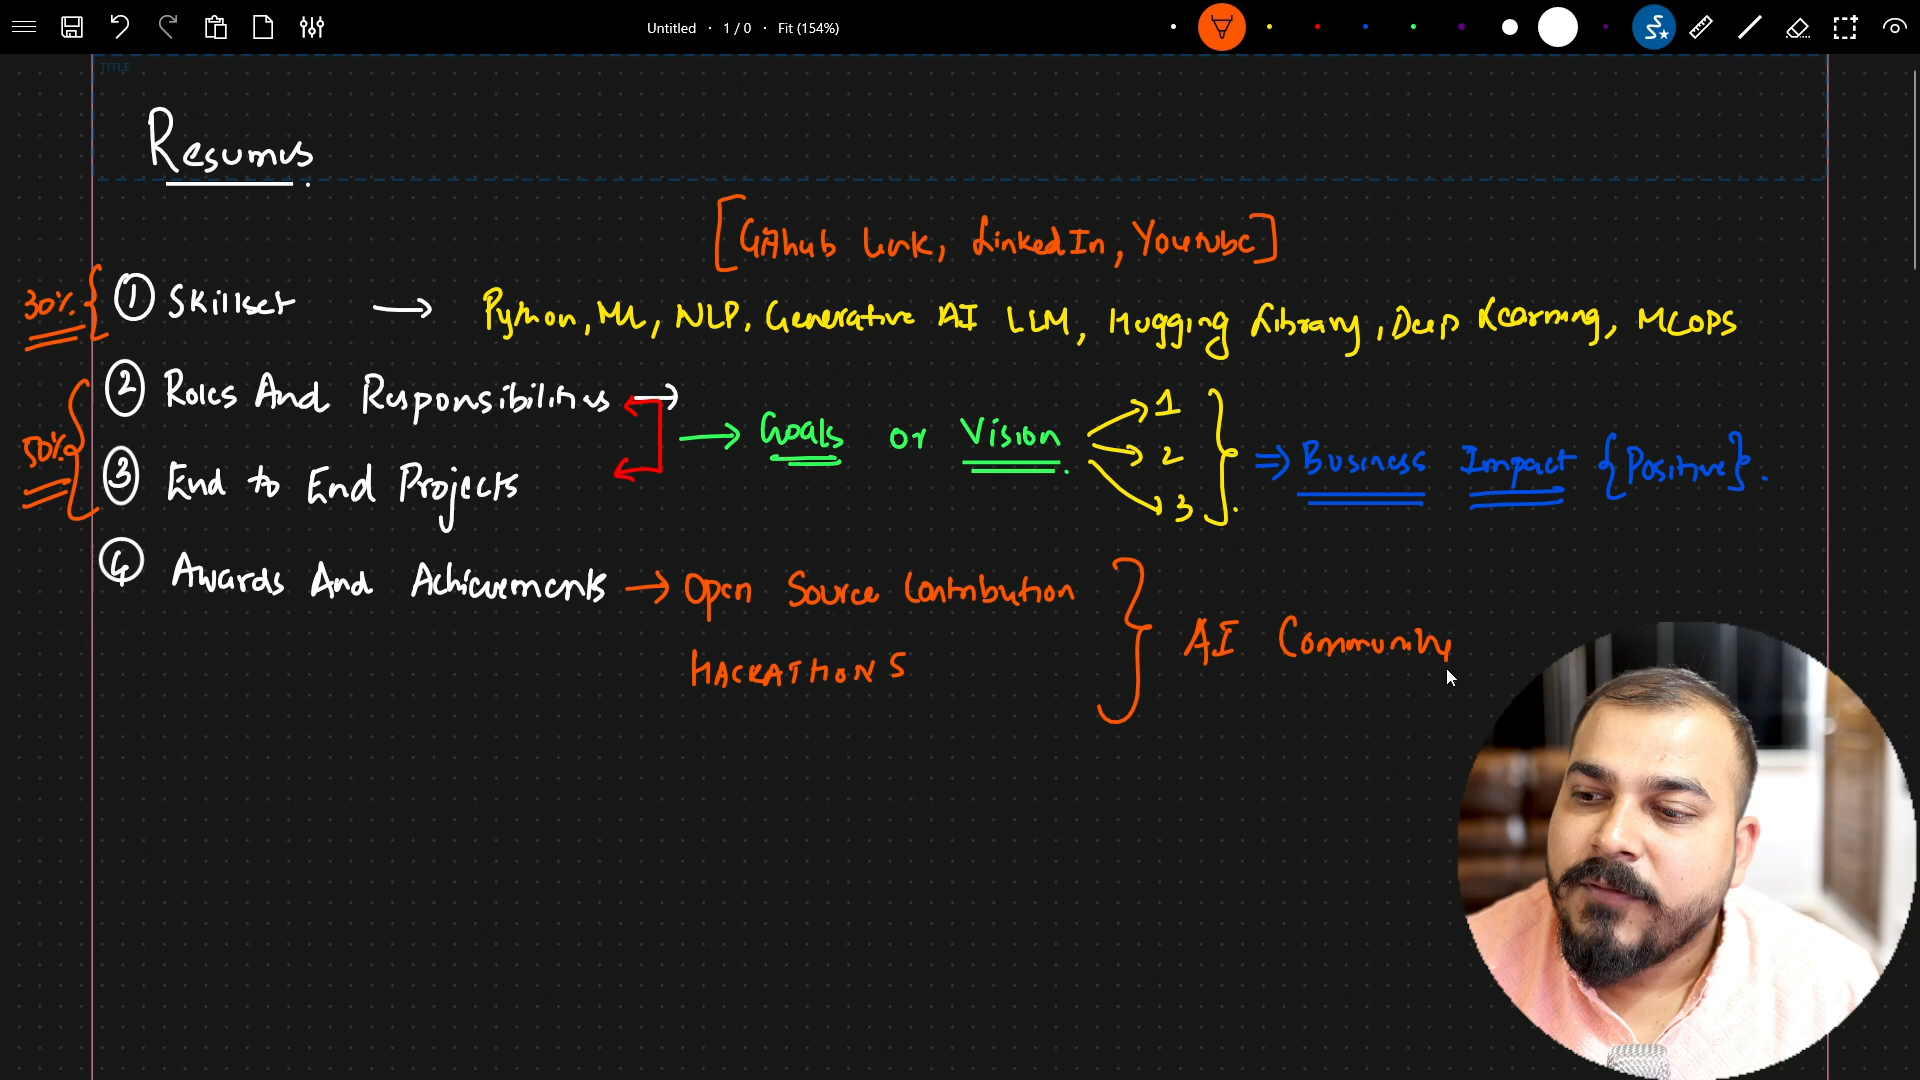 Untitled · 1 / 0 · Fit (154%)
TITLE
Resumes
[Github link, LinkedIn, Youtube]
30% { ① Skillset → Python, ML, NLP, Generative AI LLM, Hugging Library, Deep Learning, MLOPS
② Roles And Responsibilities →
50% { → Goals or Vision. → 1 → 2 → 3 } ⇒ Business Impact {Positive}.
③ End to End Projects
④ Awards And Achievements → Open Source Contribution
HACKATHONS } AI Community